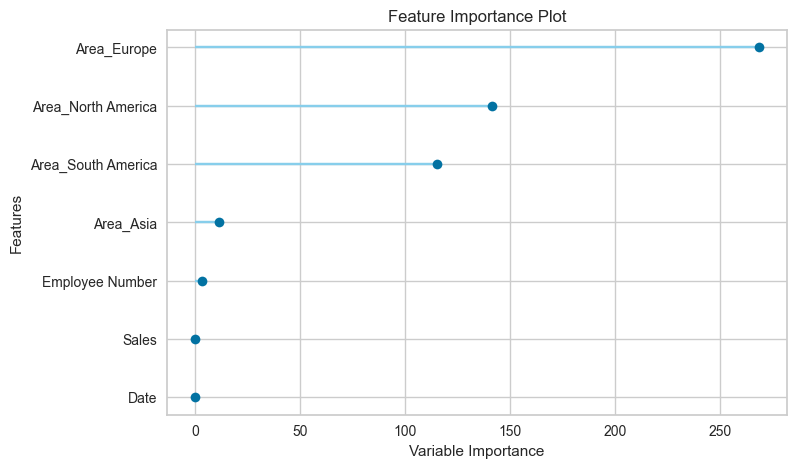 Feature Importance Plot
Area_Europe
Area_North America
Area_South America
Area_Asia
Employee Number
Sales
Date
Features
0 50 100 150 200 250
Variable Importance